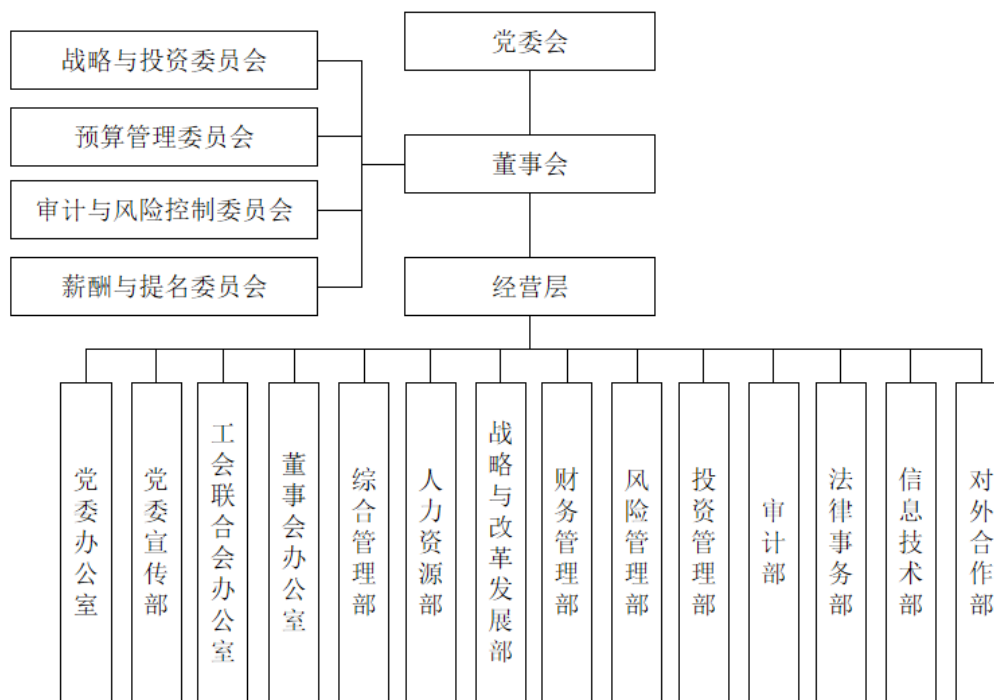 党委会
战略与投资委员会
预算管理委员会
董事会
审计与风险控制委员会
薪酬与提名委员会
经营层
党委办公室
党委宣传部
工会联合会办公室
董事会办公室
综合管理部
人力资源部
战略与改革发展部
财务管理部
风险管理部
投资管理部
审计部
法律事务部
信息技术部
对外合作部